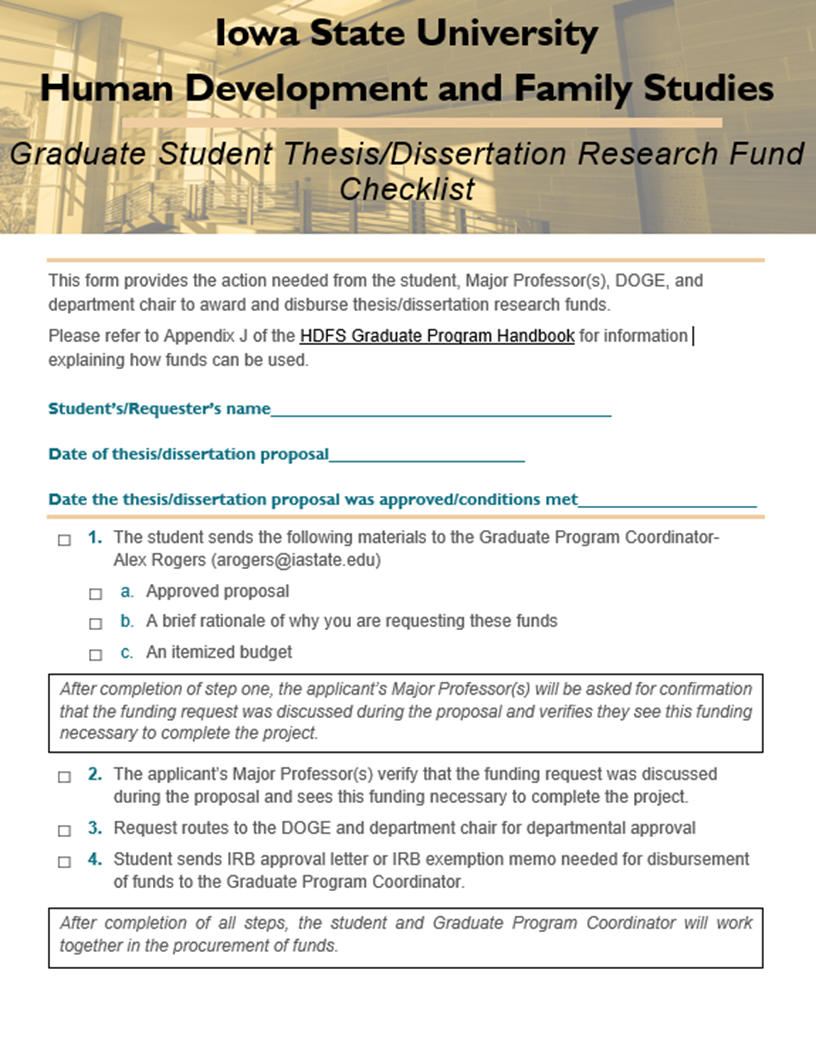 Iowa State University
Human Development and Family Studies
Graduate Student Thesis/Dissertation Research Fund
Checklist
This form provides the action needed from the student, Major Professor(s), DOGE, and
department chair to award and disburse thesis/dissertation research funds.
Please refer to Appendix J of the HDFS Graduate Program Handbook for information
explaining how funds can be used.
Student's/Requester's name____________________________________
Date of thesis/dissertation proposal_____________________
Date the thesis/dissertation proposal was approved/conditions met___________________
☐ 1. The student sends the following materials to the Graduate Program Coordinator-
Alex Rogers (arogers@iastate.edu)
☐ a. Approved proposal
☐ b. A brief rationale of why you are requesting these funds
☐ c. An itemized budget
After completion of step one, the applicant's Major Professor(s) will be asked for confirmation
that the funding request was discussed during the proposal and verifies they see this funding
necessary to complete the project.
☐ 2. The applicant's Major Professor(s) verify that the funding request was discussed
during the proposal and sees this funding necessary to complete the project.
☐ 3. Request routes to the DOGE and department chair for departmental approval
☐ 4. Student sends IRB approval letter or IRB exemption memo needed for disbursement
of funds to the Graduate Program Coordinator.
After completion of all steps, the student and Graduate Program Coordinator will work
together in the procurement of funds.